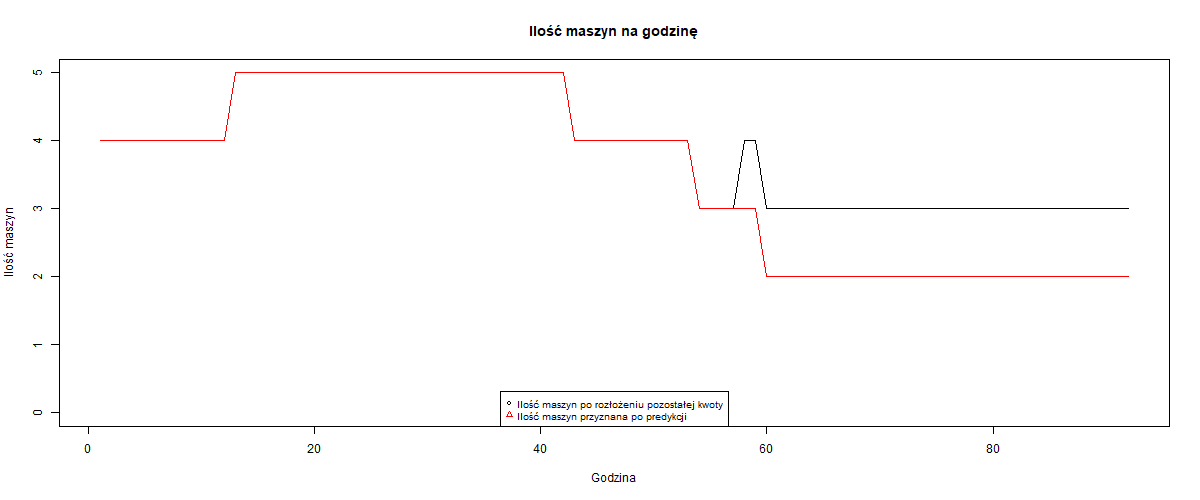 Ilość maszyn na godzinę
5
4
3
2
1
0
Ilość maszyn
Ilość maszyn po rozłożeniu pozostałej kwoty
Ilość maszyn przyznana po predykcji
0 20 40 60 80
Godzina